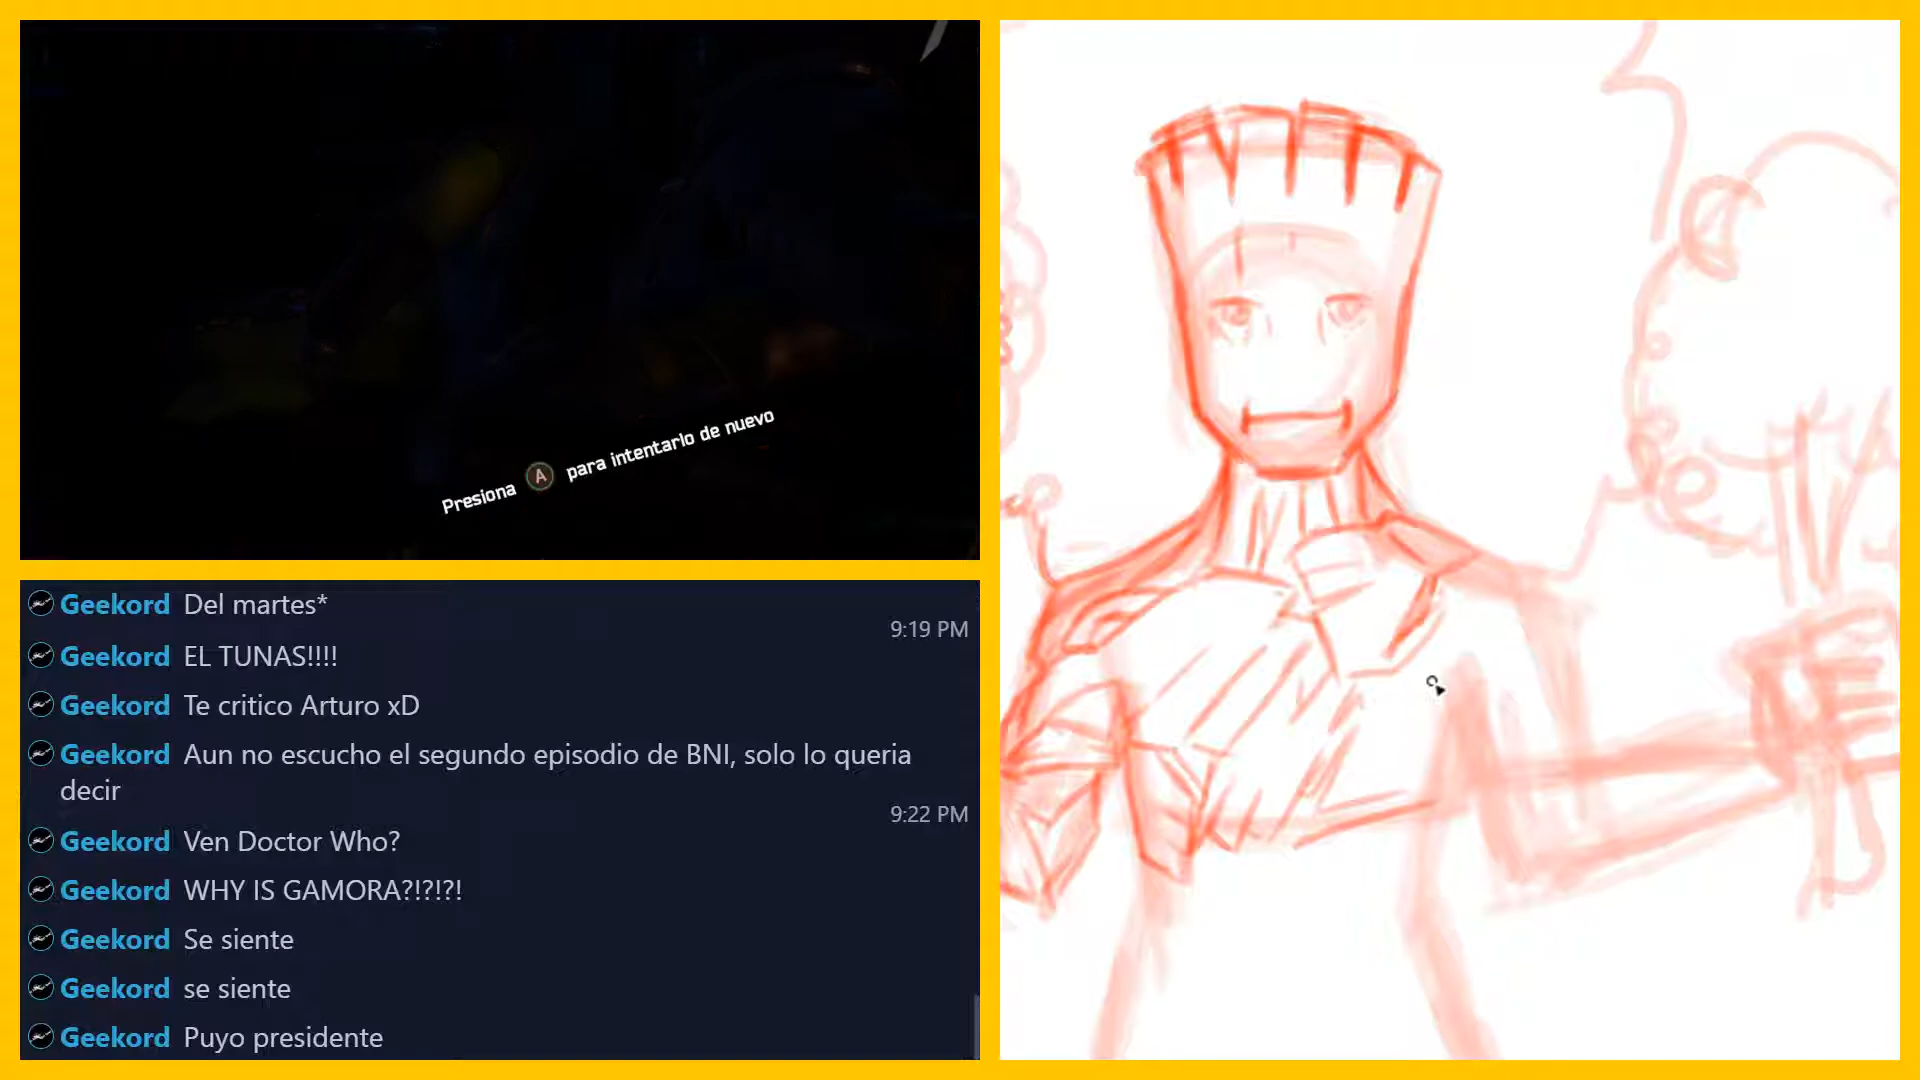 Presiona A para intentarlo de nuevo
Geekord Del martes*
9:19 PM
Geekord EL TUNAS!!!!
Geekord Te critico Arturo xD
Geekord Aun no escucho el segundo episodio de BNI, solo lo queria
decir
9:22 PM
Geekord Ven Doctor Who?
Geekord WHY IS GAMORA?!?!?!
Geekord Se siente
Geekord se siente
Geekord Puyo presidente